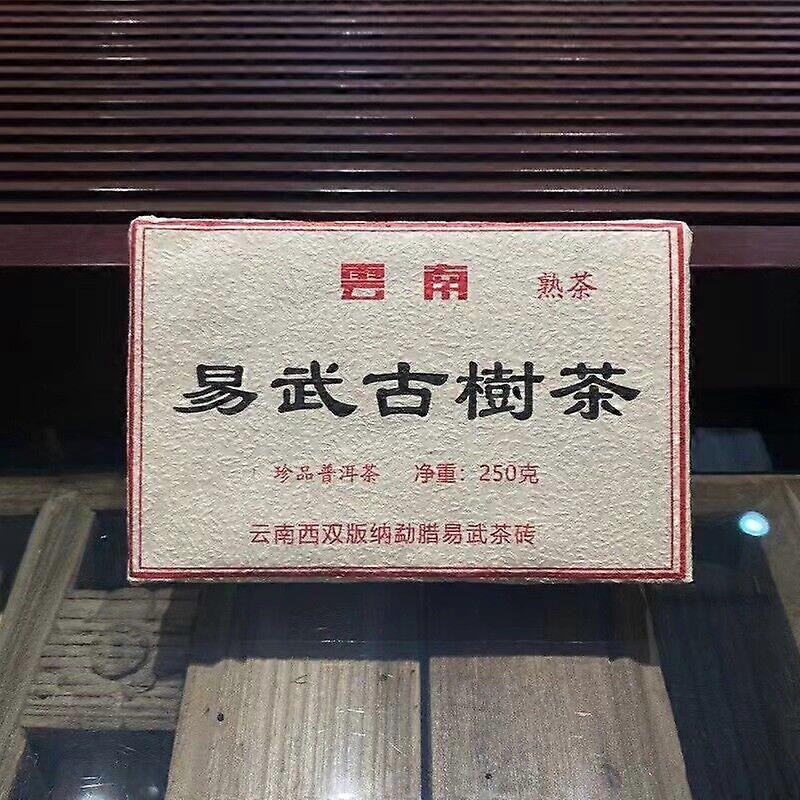 雲南 熟茶
易武古樹茶
珍品普洱茶 净重：250克
云南西双版纳勐腊易武茶砖